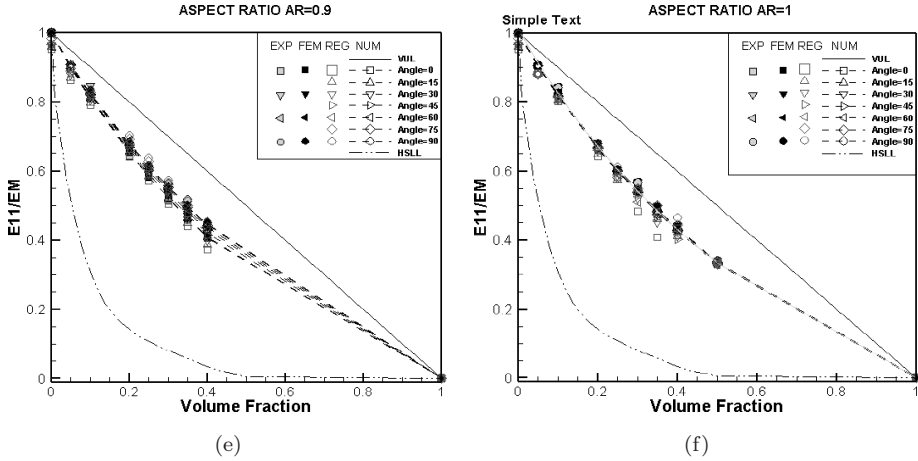 ASPECT RATIO AR=0.9
EXP FEM REG NUM
VUL
Angle=0
Angle=15
Angle=30
Angle=45
Angle=60
Angle=75
Angle=90
HSLL
E11/EM
1
0.8
0.6
0.4
0.2
0
0 0.2 0.4 0.6 0.8 1
Volume Fraction
(e)
Simple Text
ASPECT RATIO AR=1
EXP FEM REG NUM
VUL
Angle=0
Angle=15
Angle=30
Angle=45
Angle=60
Angle=75
Angle=90
HSLL
E11/EM
1
0.8
0.6
0.4
0.2
0
0 0.2 0.4 0.6 0.8 1
Volume Fraction
(f)